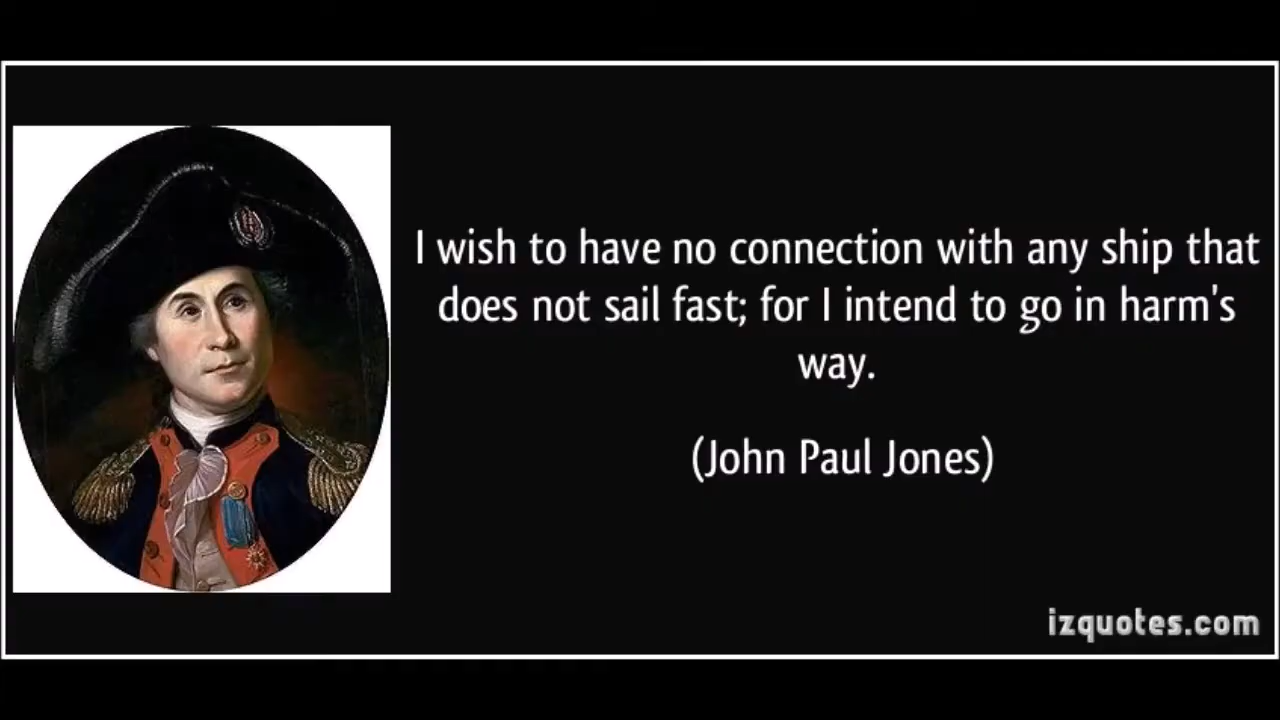 I wish to have no connection with any ship that
does not sail fast; for I intend to go in harm's
way.
(John Paul Jones)
izquotes.com